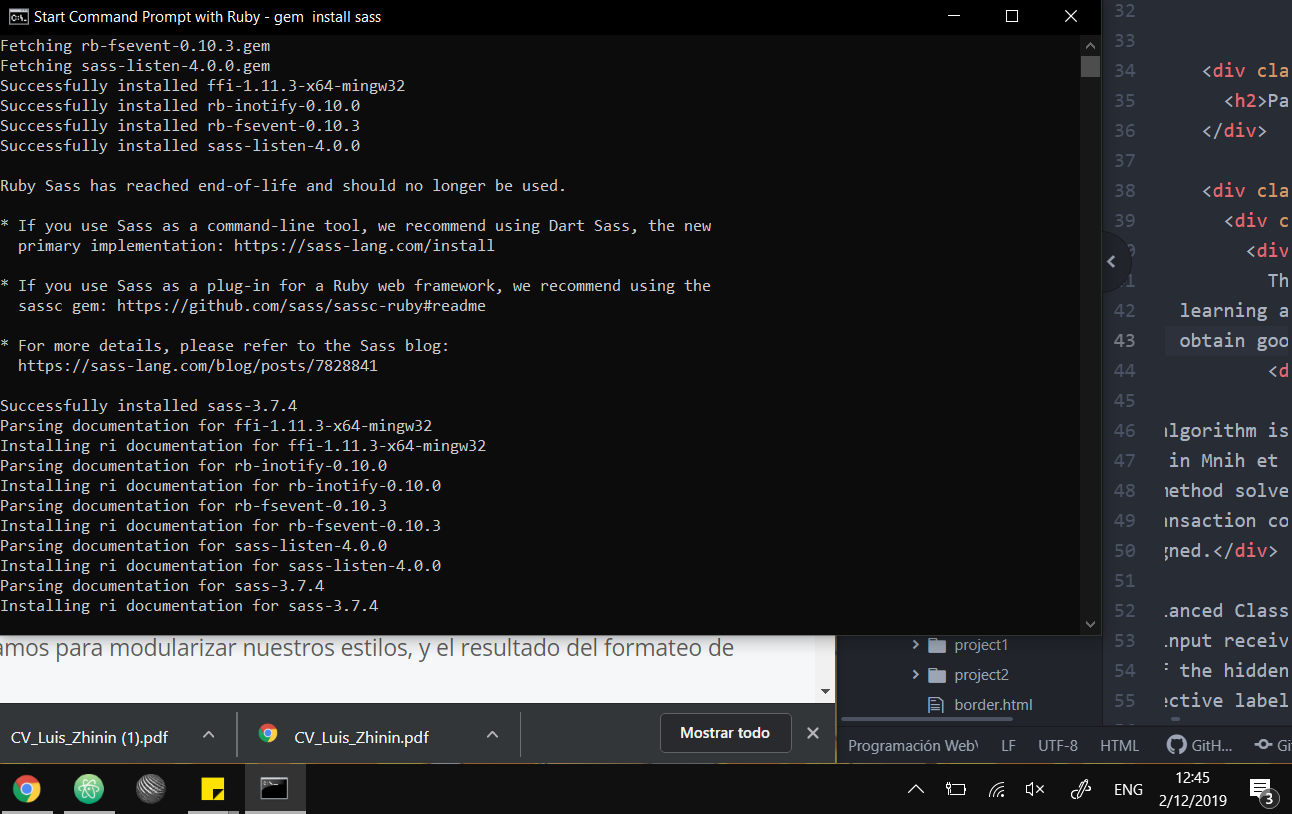 Start Command Prompt with Ruby - gem  install sass
Fetching rb-fsevent-0.10.3.gem
Fetching sass-listen-4.0.0.gem
Successfully installed ffi-1.11.3-x64-mingw32
Successfully installed rb-inotify-0.10.0
Successfully installed rb-fsevent-0.10.3
Successfully installed sass-listen-4.0.0
Ruby Sass has reached end-of-life and should no longer be used.
* If you use Sass as a command-line tool, we recommend using Dart Sass, the new
primary implementation: https://sass-lang.com/install
* If you use Sass as a plug-in for a Ruby web framework, we recommend using the
sassc gem: https://github.com/sass/sassc-ruby#readme
* For more details, please refer to the Sass blog:
https://sass-lang.com/blog/posts/7828841
Successfully installed sass-3.7.4
Parsing documentation for ffi-1.11.3-x64-mingw32
Installing ri documentation for ffi-1.11.3-x64-mingw32
Parsing documentation for rb-inotify-0.10.0
Installing ri documentation for rb-inotify-0.10.0
Parsing documentation for rb-fsevent-0.10.3
Installing ri documentation for rb-fsevent-0.10.3
Parsing documentation for sass-listen-4.0.0
Installing ri documentation for sass-listen-4.0.0
Parsing documentation for sass-3.7.4
Installing ri documentation for sass-3.7.4
32
33
34 <div cla
35 <h2>Pa
36 </div>
37
38 <div cla
39 <div c
<div
Th
42 learning a
43 obtain goo
44 <d
45
46 algorithm is
47 in Mnih et
48 method solve
49 ansaction co
50 gned.</div>
51
52 anced Class
53 input receiv
54 f the hidden
55 ective label
amos para modularizar nuestros estilos, y el resultado del formateo de
project1
project2
border.html
CV_Luis_Zhinin (1).pdf
CV_Luis_Zhinin.pdf
Mostrar todo
Programación Web
LF
UTF-8
HTML
GitH...
Gi
ENG
12:45
2/12/2019
3